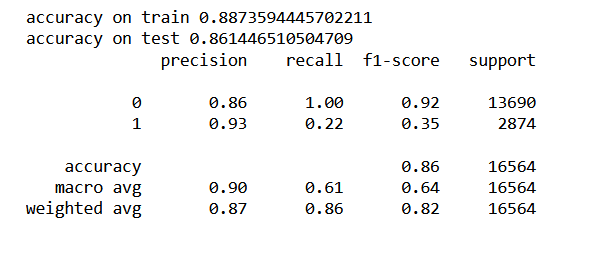 accuracy on train 0.8873594445702211
accuracy on test 0.861446510504709
precision recall f1-score support
0 0.86 1.00 0.92 13690
1 0.93 0.22 0.35 2874
accuracy 0.86 16564
macro avg 0.90 0.61 0.64 16564
weighted avg 0.87 0.86 0.82 16564